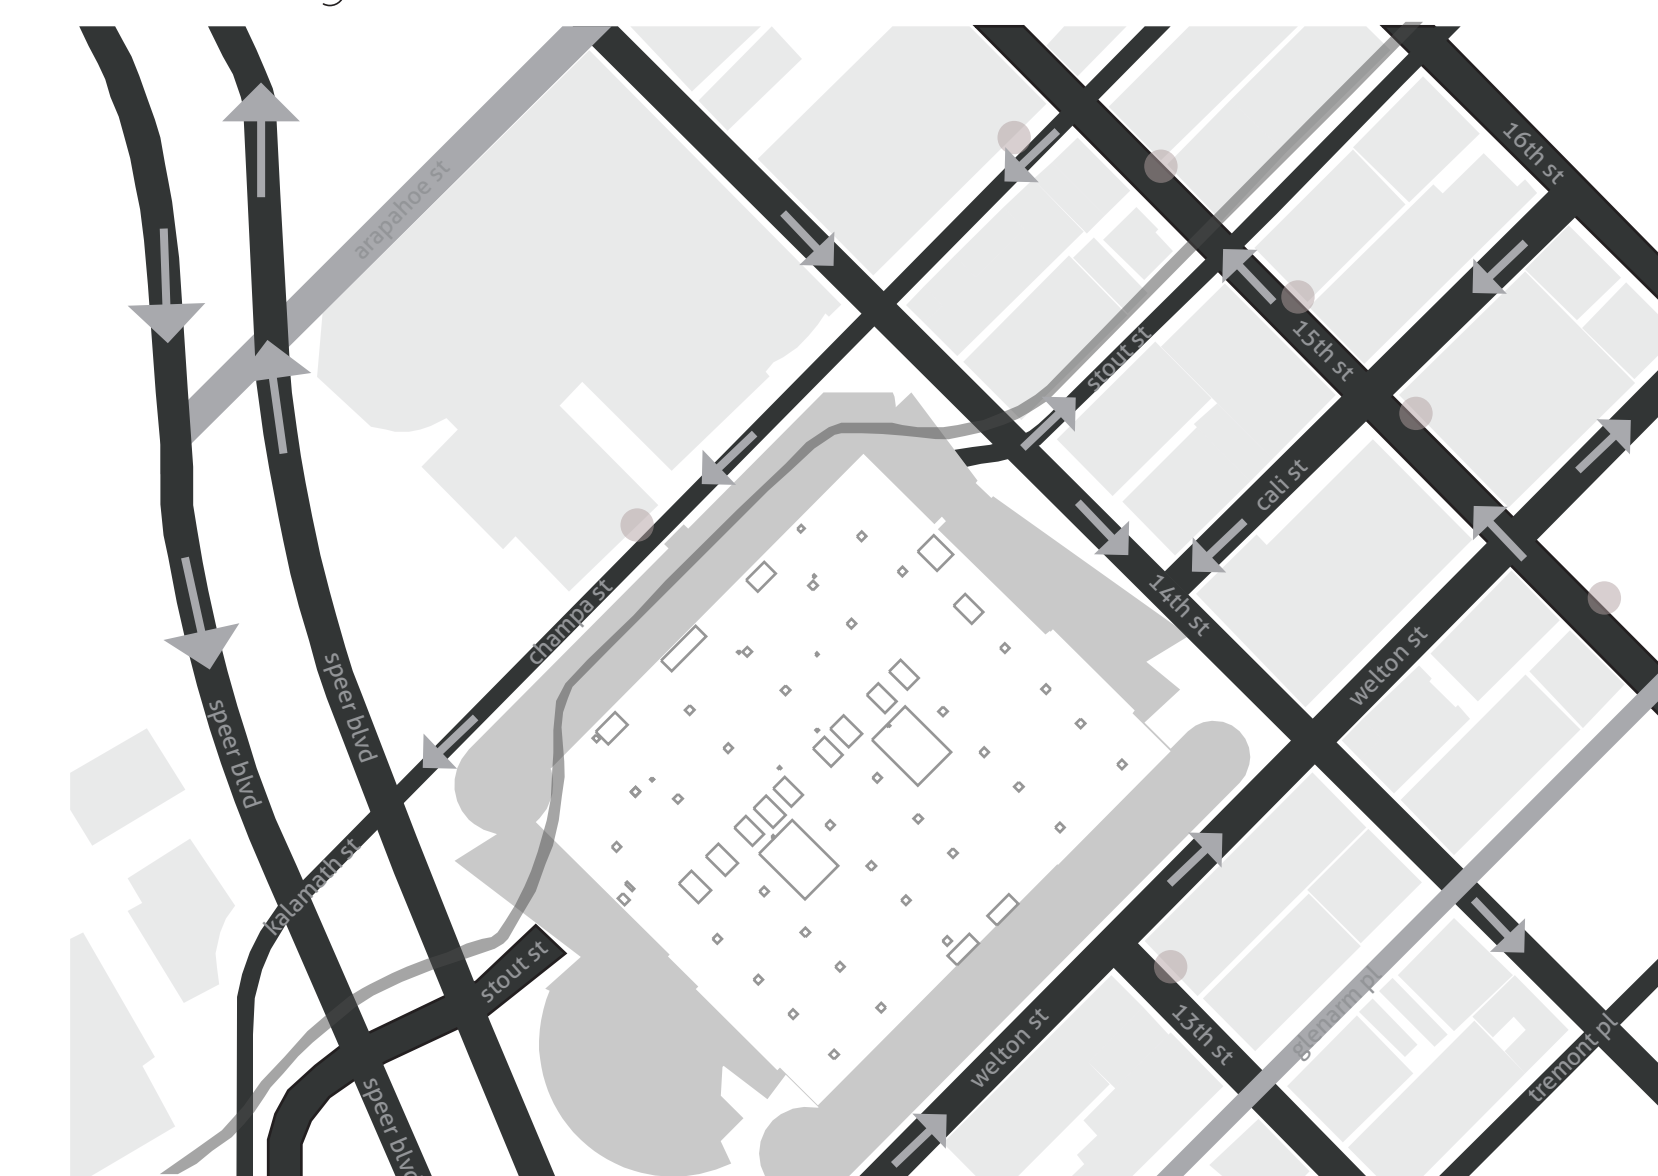 16th st
arapahoe st
15th st
stout st
cali st
14th st
champa st
welton st
speer blvd
speer blvd
kalamath st
stout st
13th st
glenarm pl
welton st
tremont pl
speer blvd